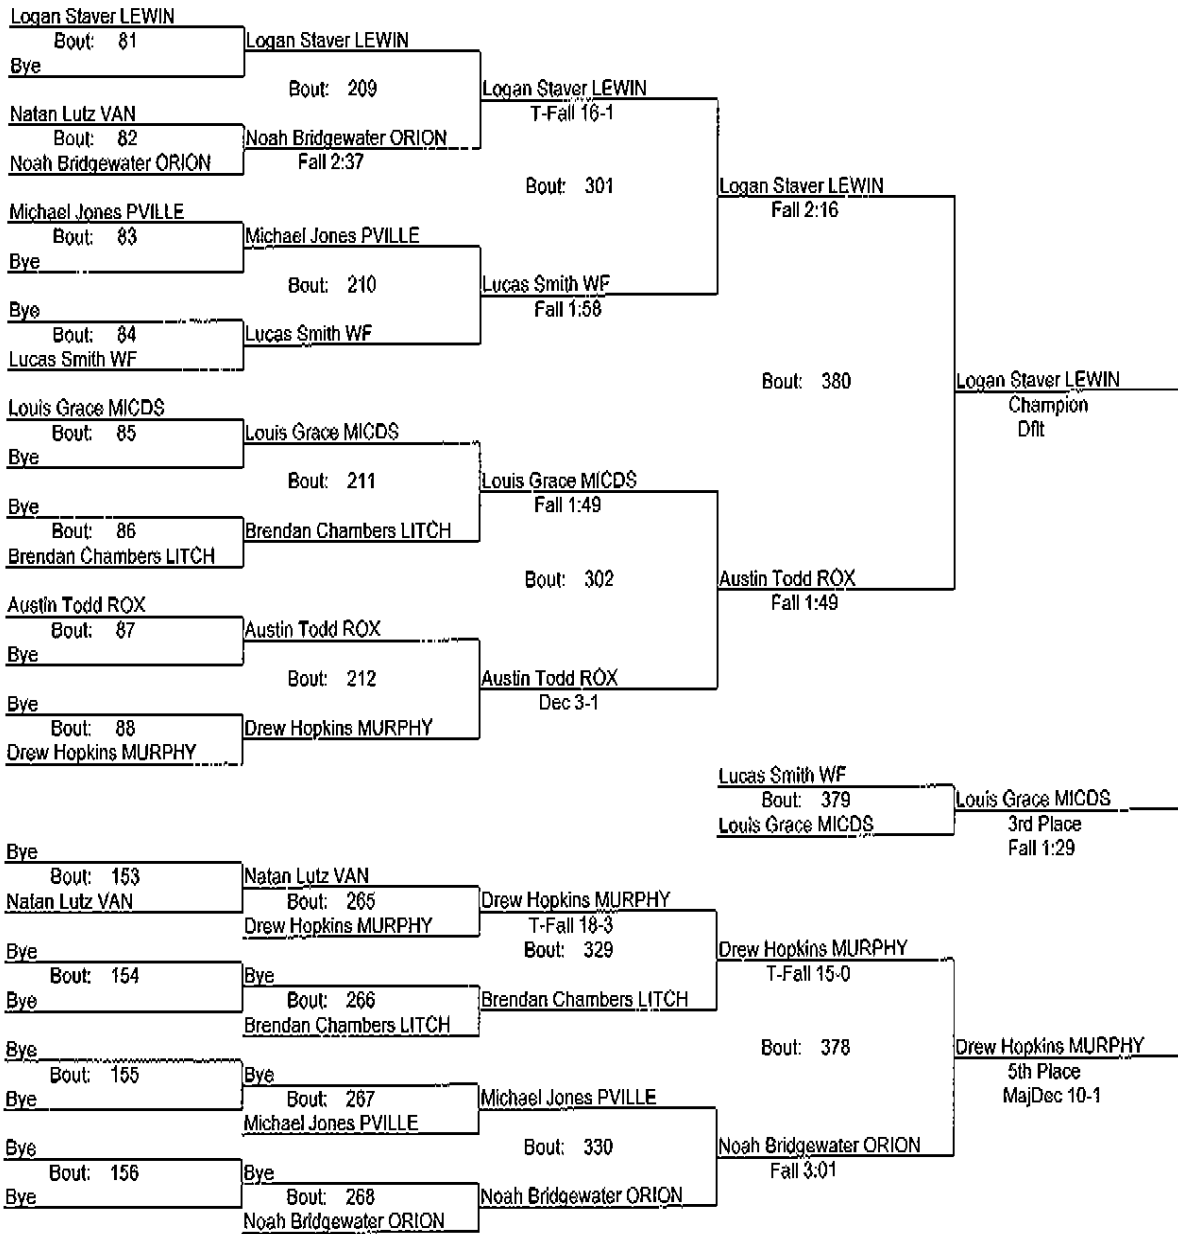 Logan Staver LEWIN
Bout: 81
Bye
Logan Staver LEWIN
Bout: 209
Logan Staver LEWIN
T-Fall 16-1
Natan Lutz VAN
Bout: 82
Noah Bridgewater ORION
Noah Bridgewater ORION
Fall 2:37
Bout: 301
Logan Staver LEWIN
Fall 2:16
Michael Jones PVILLE
Bout: 83
Bye
Michael Jones PVILLE
Bout: 210
Lucas Smith WF
Fall 1:58
Bye
Bout: 84
Lucas Smith WF
Lucas Smith WF
Bout: 380
Logan Staver LEWIN
Champion
Dflt
Louis Grace MICDS
Bout: 85
Bye
Louis Grace MICDS
Bout: 211
Louis Grace MICDS
Fall 1:49
Bye
Bout: 86
Brendan Chambers LITCH
Brendan Chambers LITCH
Bout: 302
Austin Todd ROX
Fall 1:49
Austin Todd ROX
Bout: 87
Bye
Austin Todd ROX
Bout: 212
Austin Todd ROX
Dec 3-1
Bye
Bout: 88
Drew Hopkins MURPHY
Drew Hopkins MURPHY
Lucas Smith WF
Bout: 379
Louis Grace MICDS
Louis Grace MICDS
3rd Place
Fall 1:29
Bye
Bout: 153
Natan Lutz VAN
Natan Lutz VAN
Bout: 265
Drew Hopkins MURPHY
Drew Hopkins MURPHY
T-Fall 18-3
Bout: 329
Drew Hopkins MURPHY
T-Fall 15-0
Bye
Bout: 154
Bye
Bye
Bout: 266
Brendan Chambers LITCH
Brendan Chambers LITCH
Bout: 378
Drew Hopkins MURPHY
5th Place
MajDec 10-1
Bye
Bout: 155
Bye
Bye
Bout: 267
Michael Jones PVILLE
Michael Jones PVILLE
Bout: 330
Noah Bridgewater ORION
Fall 3:01
Bye
Bout: 156
Bye
Bye
Bout: 268
Noah Bridgewater ORION
Noah Bridgewater ORION